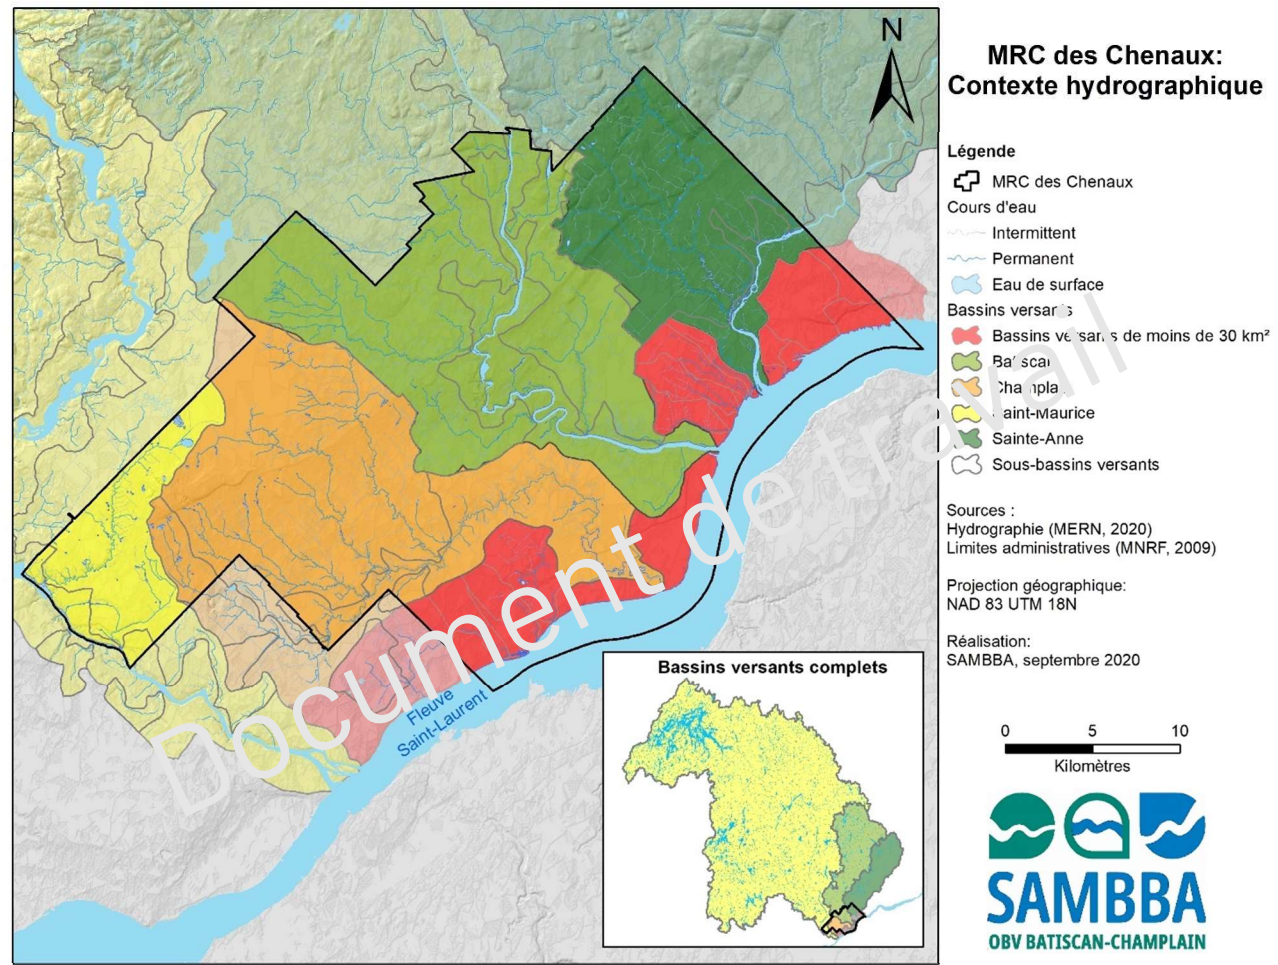 MRC des Chenaux:
Contexte hydrographique
N
Légende
MRC des Chenaux
Cours d'eau
Intermittent
Permanent
Eau de surface
Bassins versants
Bassins versants de moins de 30 km²
Batiscan
Champla
Saint-Maurice
Sainte-Anne
Sous-bassins versants
Sources :
Hydrographie (MERN, 2020)
Limites administratives (MNRF, 2009)
Projection géographique:
NAD 83 UTM 18N
Réalisation:
SAMBBA, septembre 2020
0 5 10
Kilomètres
SAMBBA
OBV BATISCAN-CHAMPLAIN
Fleuve
Saint-Laurent
Bassins versants complets
Document de travail